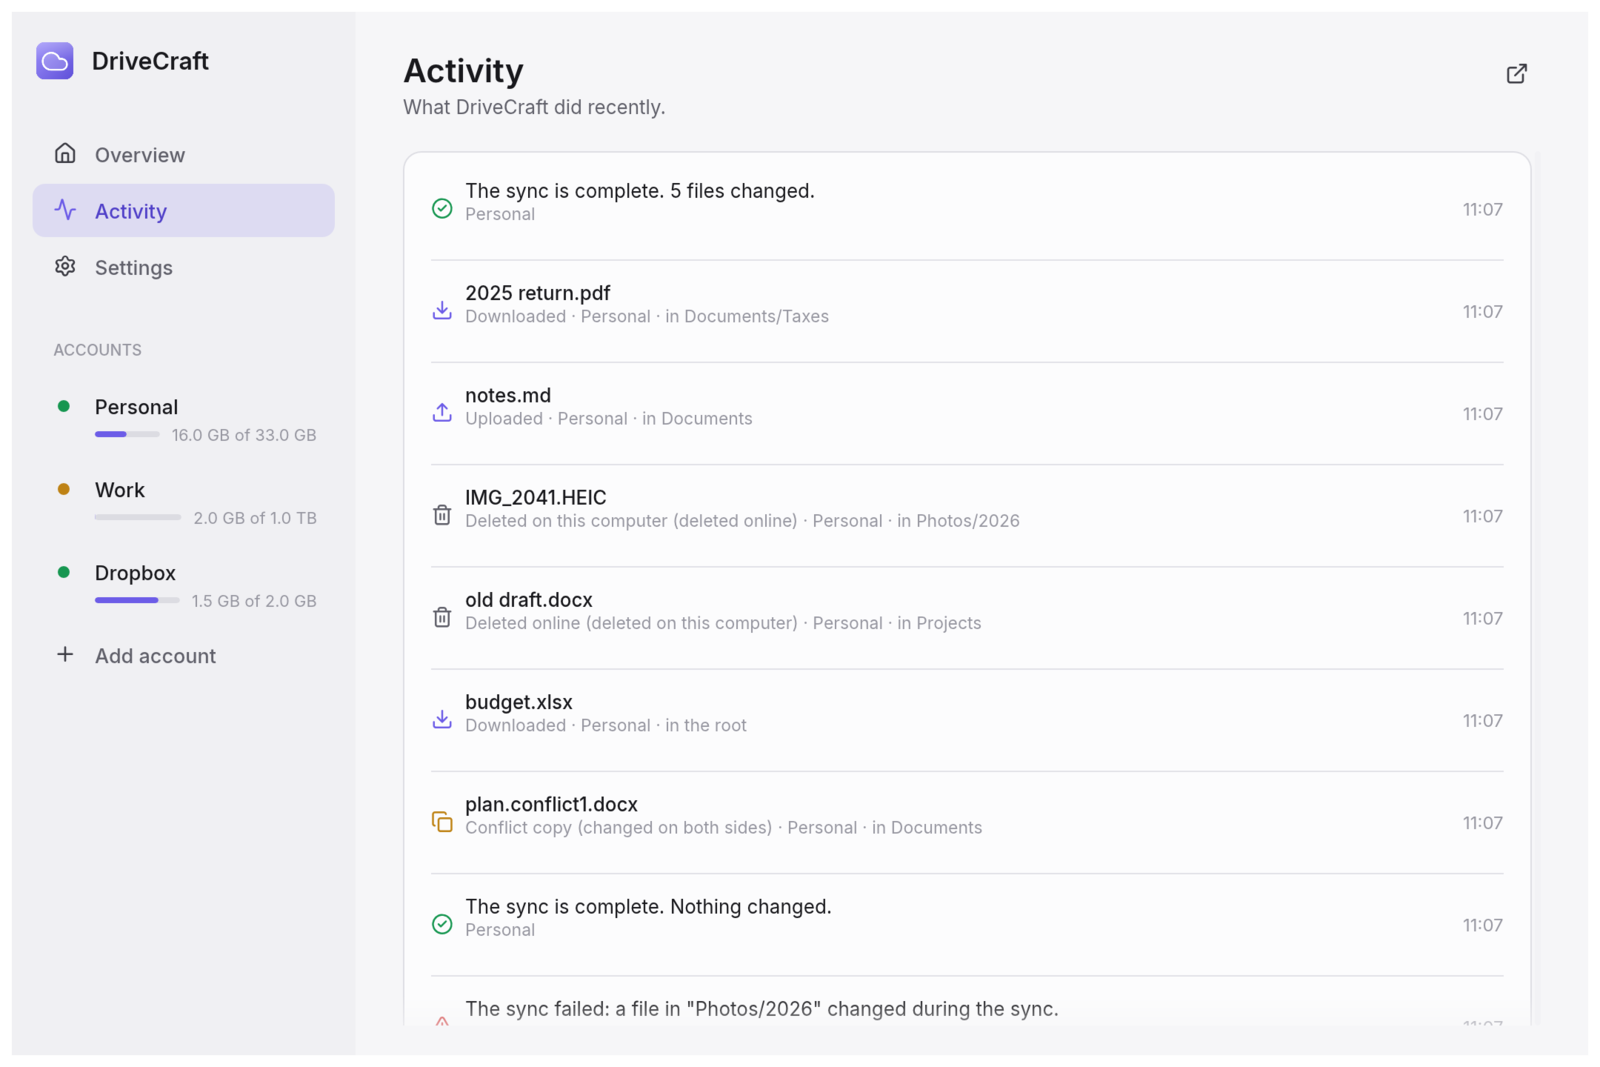 DriveCraft
Overview
Activity
Settings
ACCOUNTS
Personal
16.0 GB of 33.0 GB
Work
2.0 GB of 1.0 TB
Dropbox
1.5 GB of 2.0 GB
Add account
Activity
What DriveCraft did recently.
The sync is complete. 5 files changed.
Personal
11:07
2025 return.pdf
Downloaded · Personal · in Documents/Taxes
11:07
notes.md
Uploaded · Personal · in Documents
11:07
IMG_2041.HEIC
Deleted on this computer (deleted online) · Personal · in Photos/2026
11:07
old draft.docx
Deleted online (deleted on this computer) · Personal · in Projects
11:07
budget.xlsx
Downloaded · Personal · in the root
11:07
plan.conflict1.docx
Conflict copy (changed on both sides) · Personal · in Documents
11:07
The sync is complete. Nothing changed.
Personal
11:07
The sync failed: a file in "Photos/2026" changed during the sync.